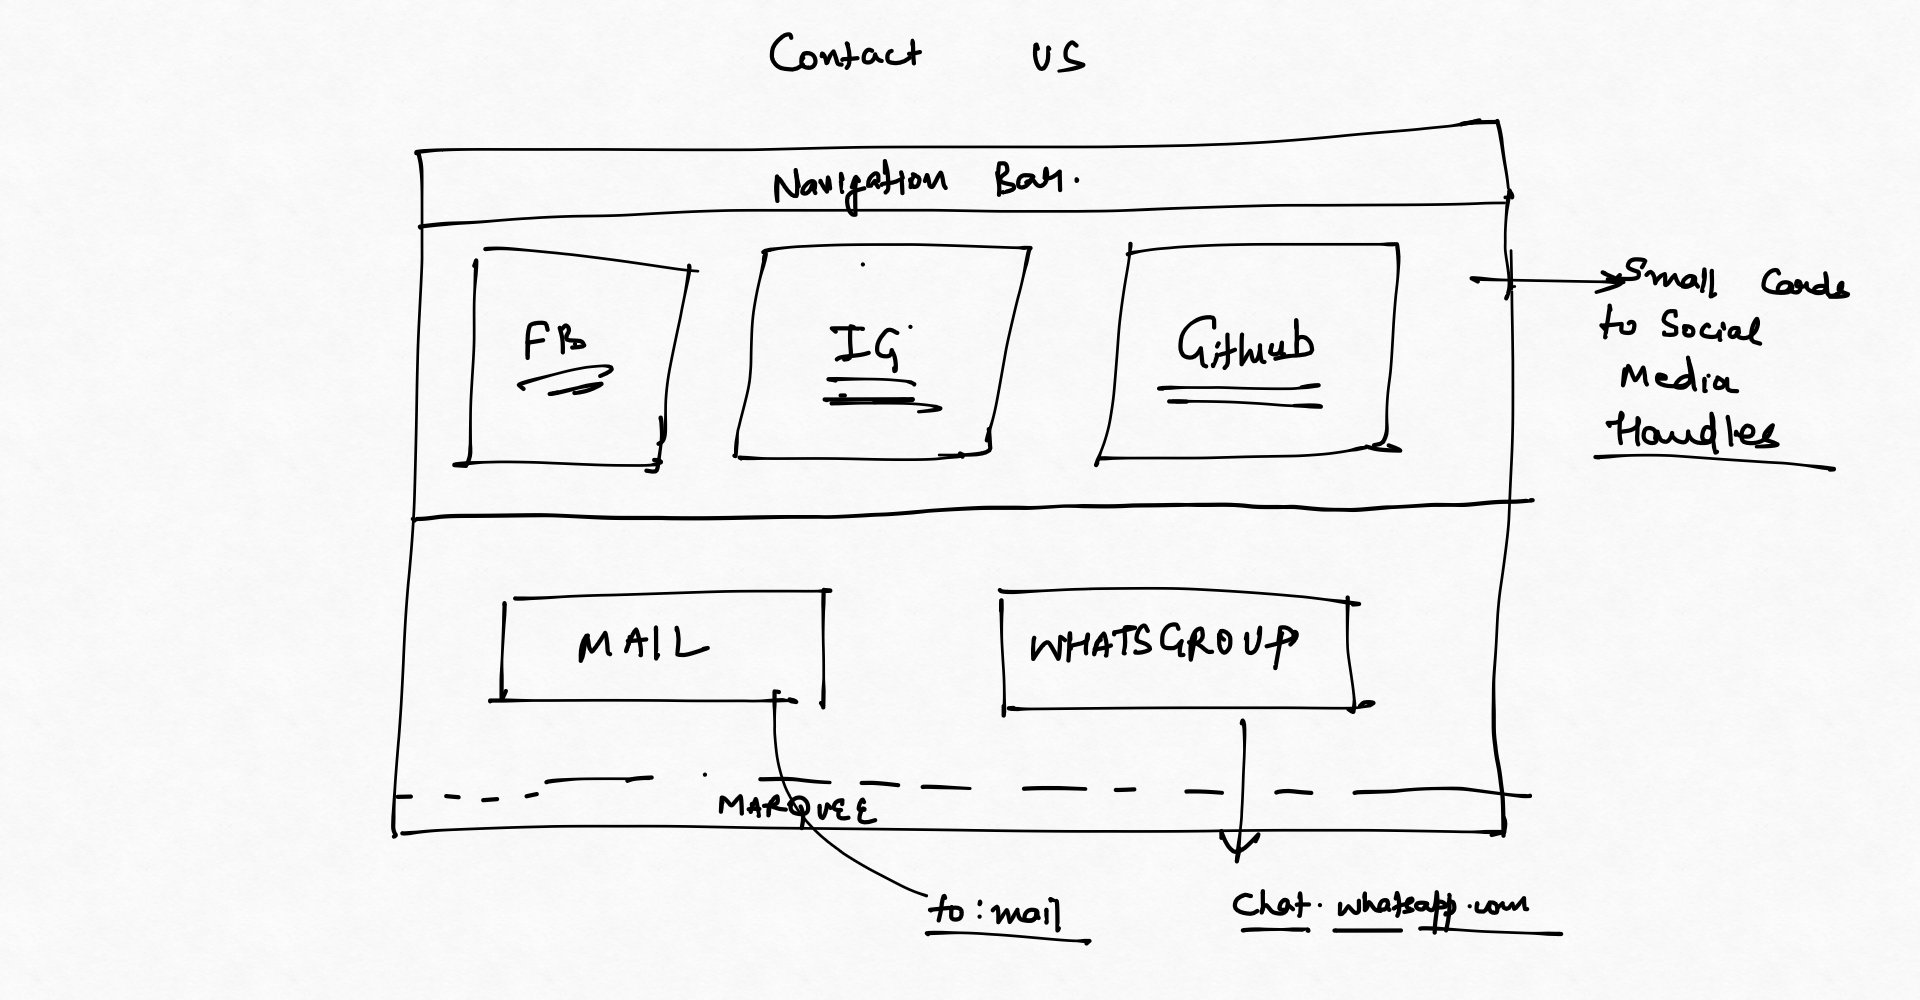 Contact us
Navigation Bar.
FB
IG
Github
Small Cards
to Social
Media
Handles
MAIL
WHATSGROUP
MARQUEE
to:mail
Chat.whatsapp.com